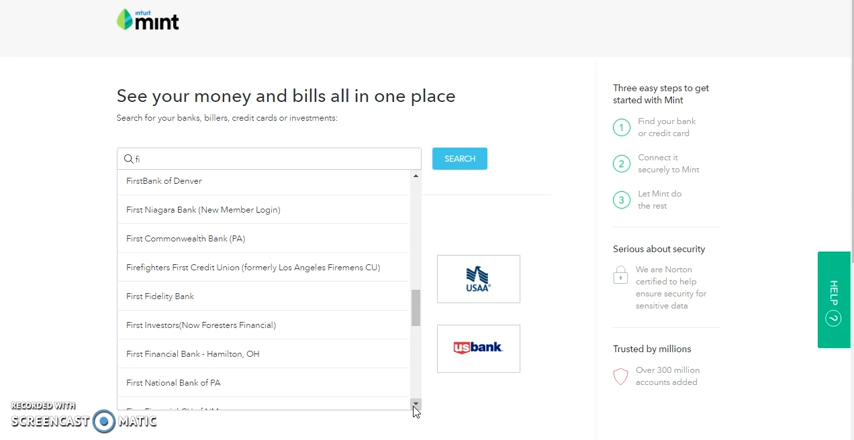 intuit
mint
See your money and bills all in one place
Search for your banks, billers, credit cards or investments:
fi
SEARCH
FirstBank of Denver
First Niagara Bank (New Member Login)
First Commonwealth Bank (PA)
Firefighters First Credit Union (formerly Los Angeles Firemens CU)
First Fidelity Bank
First Investors(Now Foresters Financial)
First Financial Bank - Hamilton, OH
First National Bank of PA
USAA®
usbank.
Three easy steps to get
started with Mint
1 Find your bank
or credit card
2 Connect it
securely to Mint
3 Let Mint do
the rest
Serious about security
We are Norton
certified to help
ensure security for
sensitive data
Trusted by millions
Over 300 million
accounts added
HELP ?
RECORDED WITH
SCREENCAST MATIC